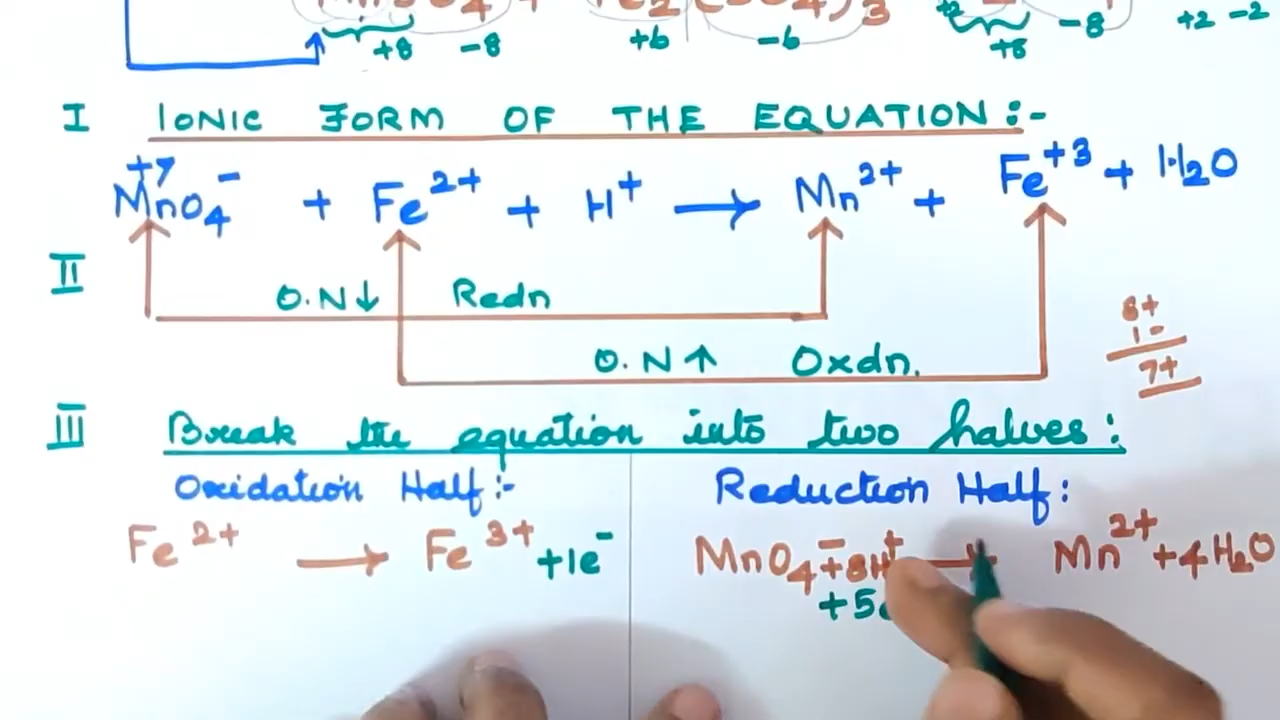 +8 -8 +6 -6 +2 +8 -8 +2 -2
I IONIC FORM OF THE EQUATION :-
+7
MnO4⁻ + Fe²⁺ + H⁺ → Mn²⁺ + Fe⁺³ + H₂O
II O.N↓ Redn
8+
1-
7+
O.N↑ Oxdn.
III Break the equation into two halves:
Oxidation Half:- Reduction Half:
Fe²⁺ → Fe³⁺ +1e⁻ MnO₄⁻ + 8H⁺ → Mn²⁺ + 4H₂O
+5